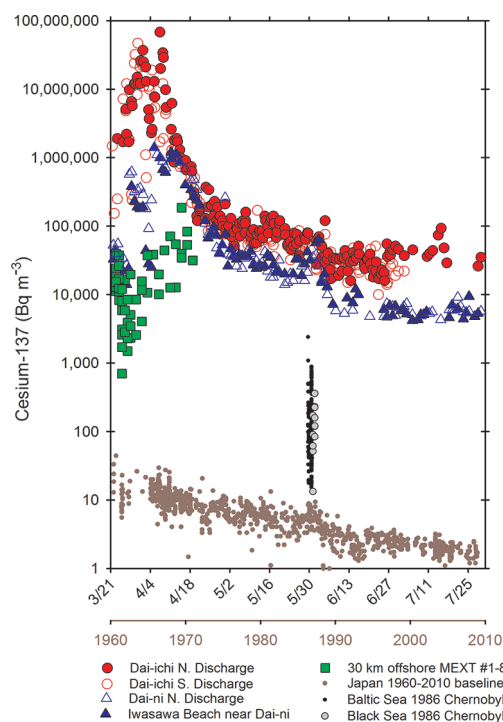 100,000,000
10,000,000
1,000,000
100,000
10,000
1,000
100
10
1
Cesium-137 (Bq m⁻³)
3/21 4/4 4/18 5/2 5/16 5/30 6/13 6/27 7/11 7/25
1960 1970 1980 1990 2000 2010
Dai-ichi N. Discharge 30 km offshore MEXT #1-8
Dai-ichi S. Discharge Japan 1960-2010 baseline
Dai-ni N. Discharge Baltic Sea 1986 Chernobyl
Iwasawa Beach near Dai-ni Black Sea 1986 Chernobyl